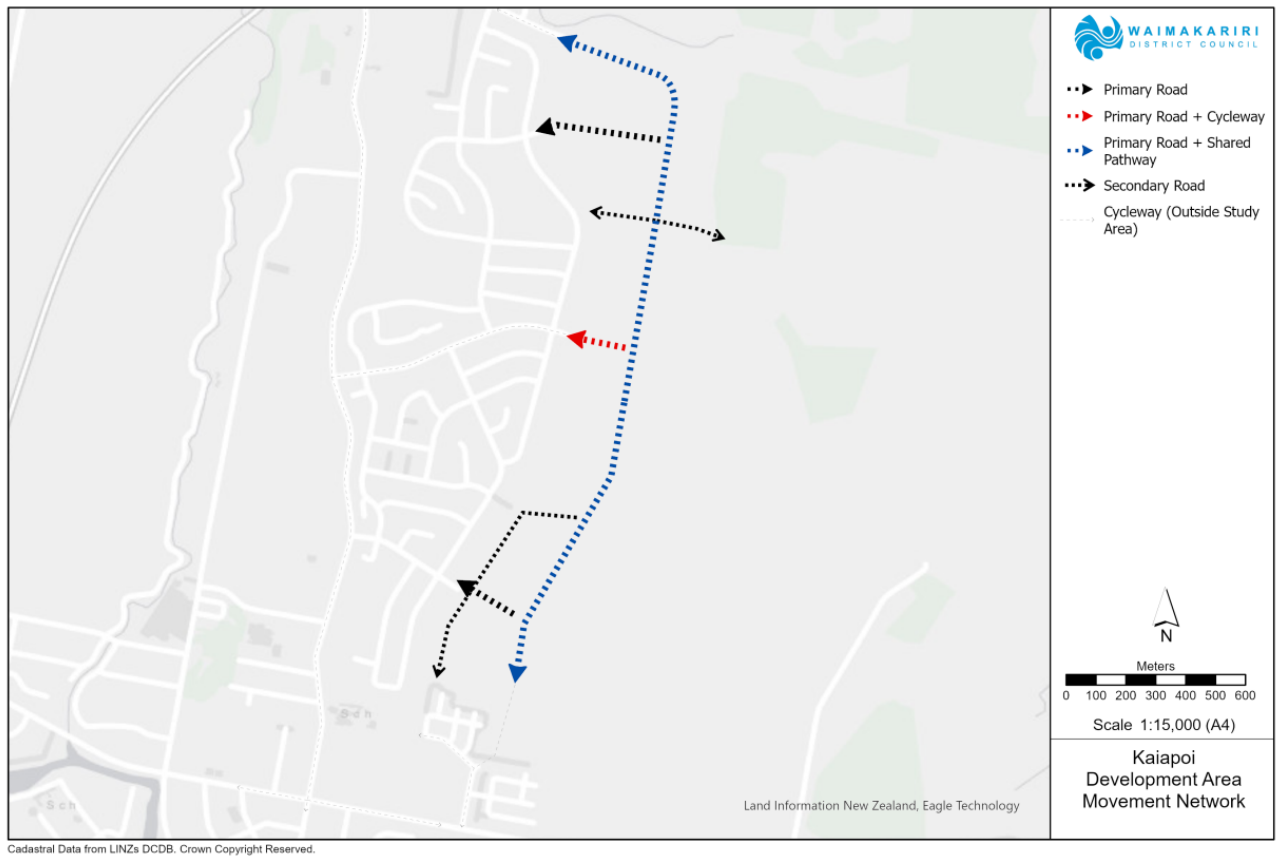 WAIMAKARIRI
DISTRICT COUNCIL
Primary Road
Primary Road + Cycleway
Primary Road + Shared
Pathway
Secondary Road
Cycleway (Outside Study
Area)
Sch
Sch
N
Meters
0 100 200 300 400 500 600
Scale 1:15,000 (A4)
Kaiapoi
Development Area
Movement Network
Land Information New Zealand, Eagle Technology
Cadastral Data from LINZs DCDB. Crown Copyright Reserved.